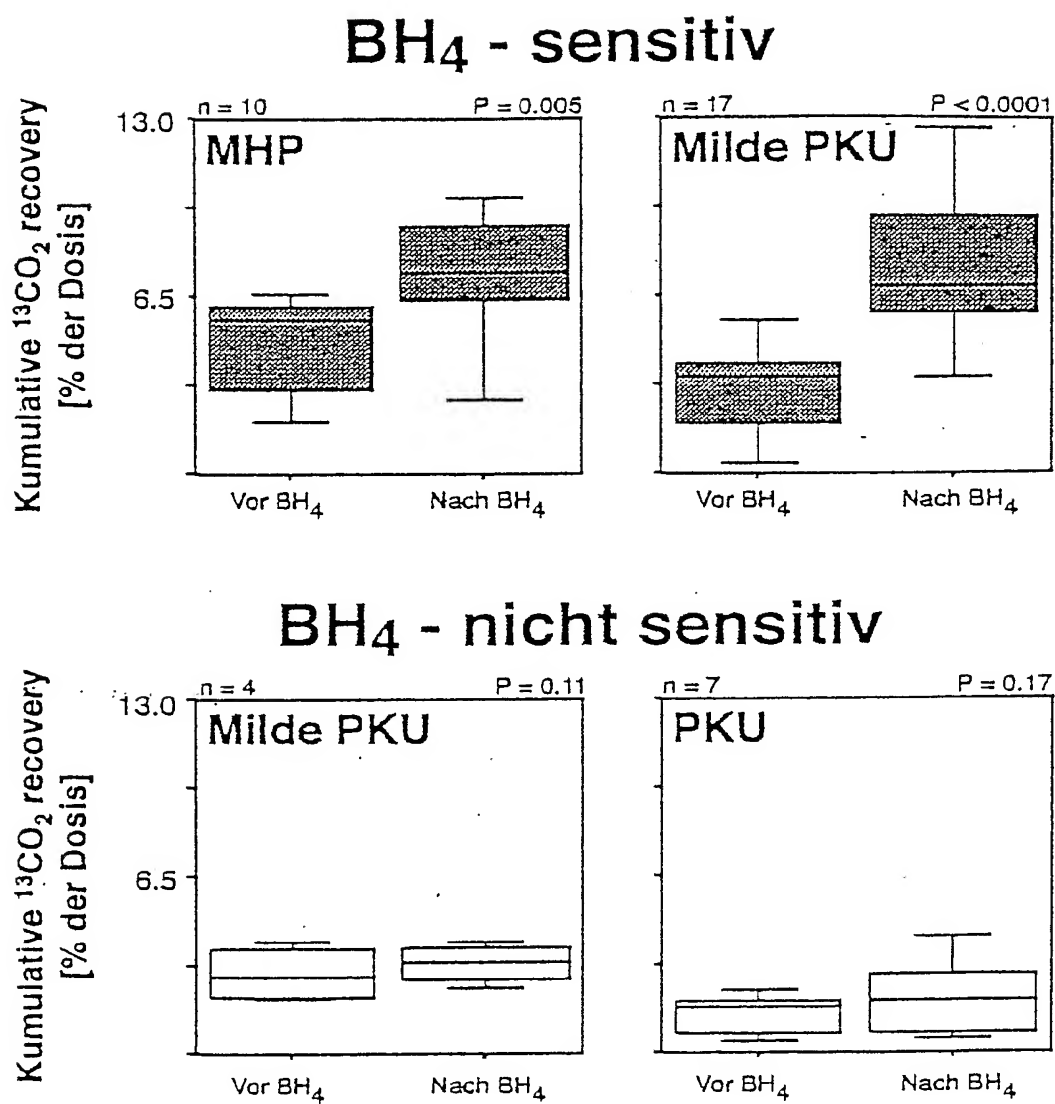 BH₄ - sensitiv
Kumulative ¹³CO₂ recovery
[% der Dosis]
n = 10 P = 0.005
13.0
MHP
6.5
Vor BH₄ Nach BH₄
n = 17 P < 0.0001
Milde PKU
Vor BH₄ Nach BH₄
BH₄ - nicht sensitiv
Kumulative ¹³CO₂ recovery
[% der Dosis]
n = 4 P = 0.11
13.0
Milde PKU
6.5
Vor BH₄ Nach BH₄
n = 7 P = 0.17
PKU
Vor BH₄ Nach BH₄